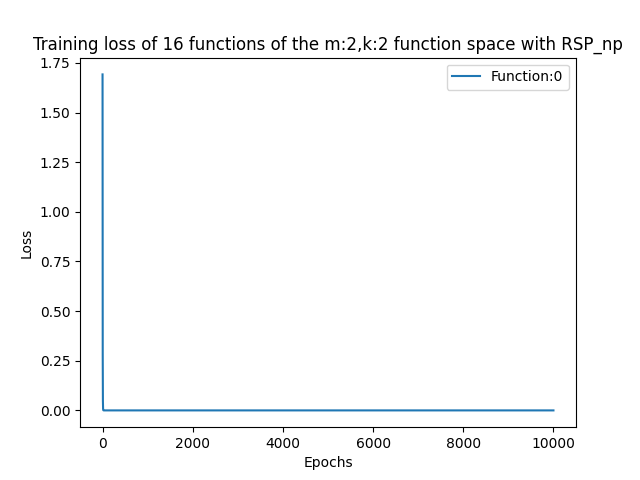 Training loss of 16 functions of the m:2,k:2 function space with RSP_np
Function:0
1.75
1.50
1.25
1.00
0.75
0.50
0.25
0.00
Loss
0 2000 4000 6000 8000 10000
Epochs